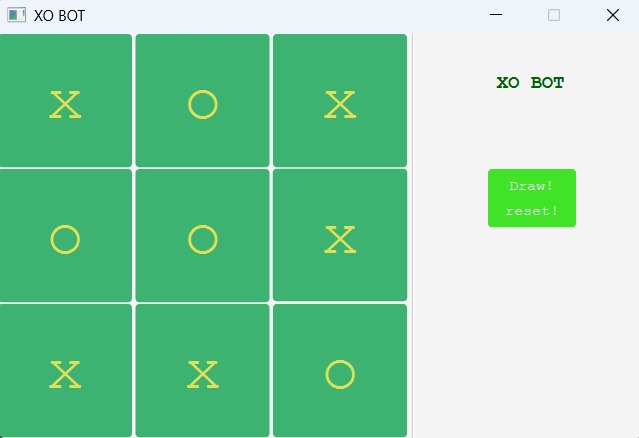 XO BOT
X O X
XO BOT
Draw!
reset!
O O X
X X O